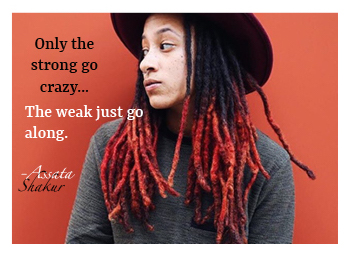 Only the
strong go
crazy...
The weak just go
along.
-Assata
Shakur